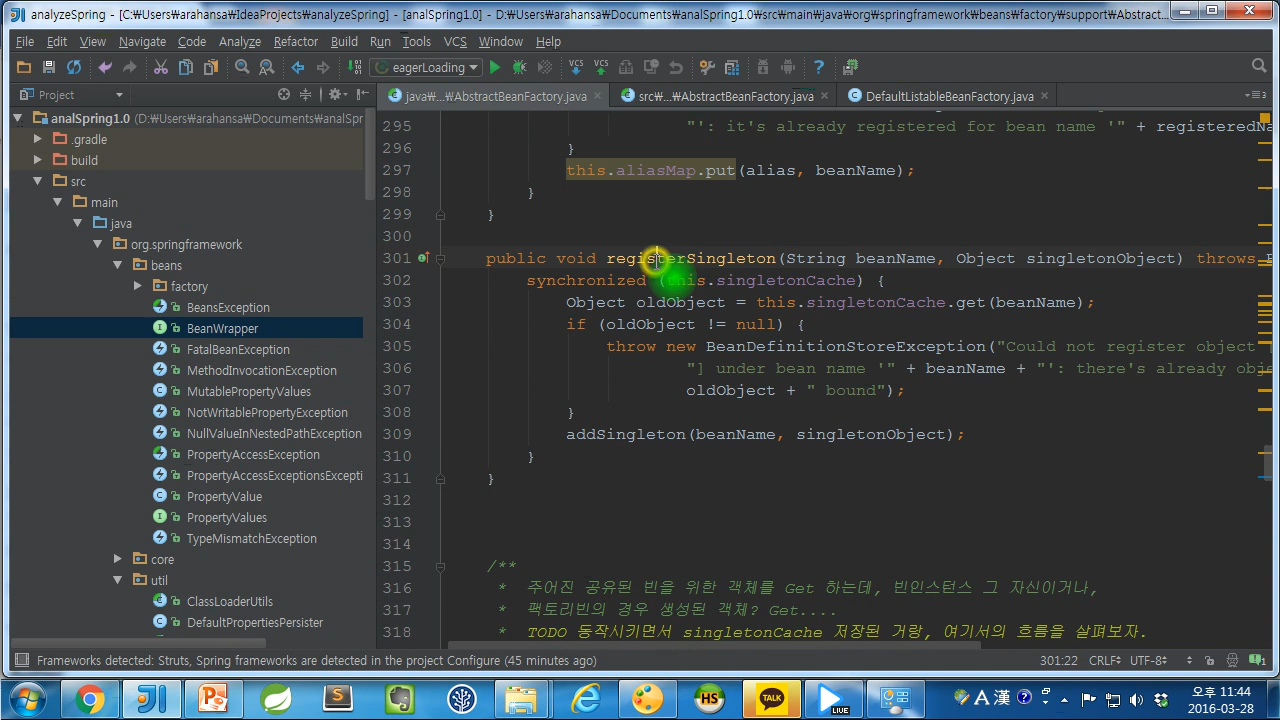 analyzeSpring - [C:₩Users₩arahansa₩IdeaProjects₩analyzeSpring] - [analSpring1.0] - D:₩Users₩arahansa₩Documents₩analSpring1.0₩src₩main₩java₩org₩springframework₩beans₩factory₩support₩Abstract...
File Edit View Navigate Code Analyze Refactor Build Run Tools VCS Window Help
eagerLoading
Project
java₩...₩AbstractBeanFactory.java
src₩...₩AbstractBeanFactory.java
DefaultListableBeanFactory.java
analSpring1.0 (D:₩Users₩arahansa₩Documents₩analSpr
.gradle
build
src
main
java
org.springframework
beans
factory
BeansException
BeanWrapper
FatalBeanException
MethodInvocationException
MutablePropertyValues
NotWritablePropertyException
NullValueInNestedPathException
PropertyAccessException
PropertyAccessExceptionsExcepti
PropertyValue
PropertyValues
TypeMismatchException
core
util
ClassLoaderUtils
DefaultPropertiesPersister
295 "': it's already registered for bean name '" + registeredNa
296 }
297 this.aliasMap.put(alias, beanName);
298 }
299 }
300
301 public void registerSingleton(String beanName, Object singletonObject) throws B
302 synchronized (this.singletonCache) {
303 Object oldObject = this.singletonCache.get(beanName);
304 if (oldObject != null) {
305 throw new BeanDefinitionStoreException("Could not register object [
306 "] under bean name '" + beanName + "': there's already obje
307 oldObject + " bound");
308 }
309 addSingleton(beanName, singletonObject);
310 }
311 }
312
313
314
315 /**
316 * 주어진 공유된 빈을 위한 객체를 Get 하는데, 빈인스턴스 그 자신이거나,
317 * 팩토리빈의 경우 생성된 객체? Get....
318 * TODO 동작시키면서 singletonCache 저장된 거랑, 여기서의 흐름을 살펴보자.
Frameworks detected: Struts, Spring frameworks are detected in the project Configure (45 minutes ago)
301:22 CRLF÷ UTF-8÷
HS
TALK
LIVE
A 漢
오후 11:44
2016-03-28